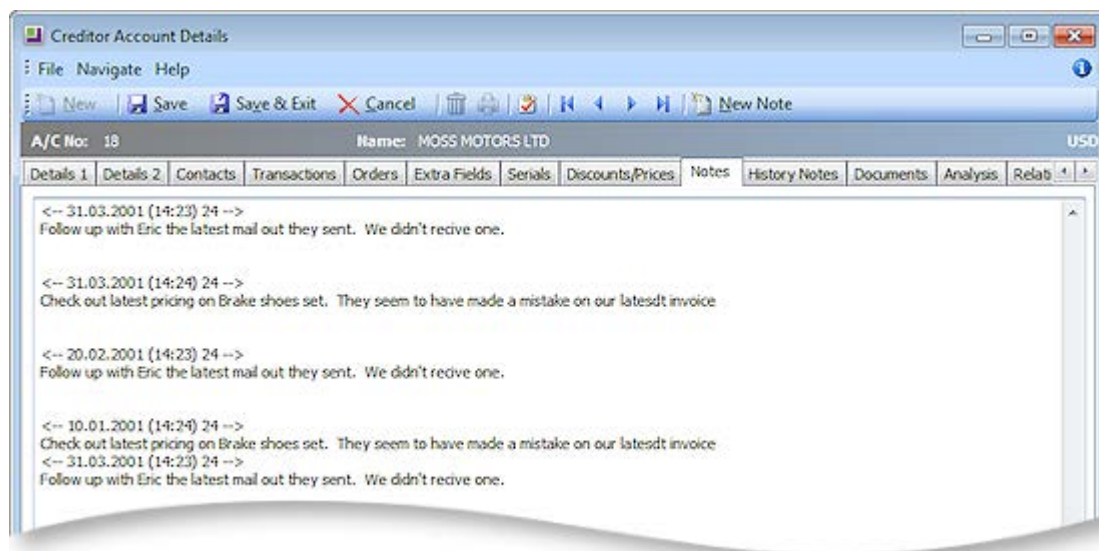 Creditor Account Details
File Navigate Help
New Save Save & Exit Cancel New Note
A/C No: 18 Name: MOSS MOTORS LTD USD
Details 1 Details 2 Contacts Transactions Orders Extra Fields Serials Discounts/Prices Notes History Notes Documents Analysis Relati
<-- 31.03.2001 (14:23) 24 -->
Follow up with Eric the latest mail out they sent. We didn't recive one.
<-- 31.03.2001 (14:24) 24 -->
Check out latest pricing on Brake shoes set. They seem to have made a mistake on our latesdt invoice
<-- 20.02.2001 (14:23) 24 -->
Follow up with Eric the latest mail out they sent. We didn't recive one.
<-- 10.01.2001 (14:24) 24 -->
Check out latest pricing on Brake shoes set. They seem to have made a mistake on our latesdt invoice
<-- 31.03.2001 (14:23) 24 -->
Follow up with Eric the latest mail out they sent. We didn't recive one.